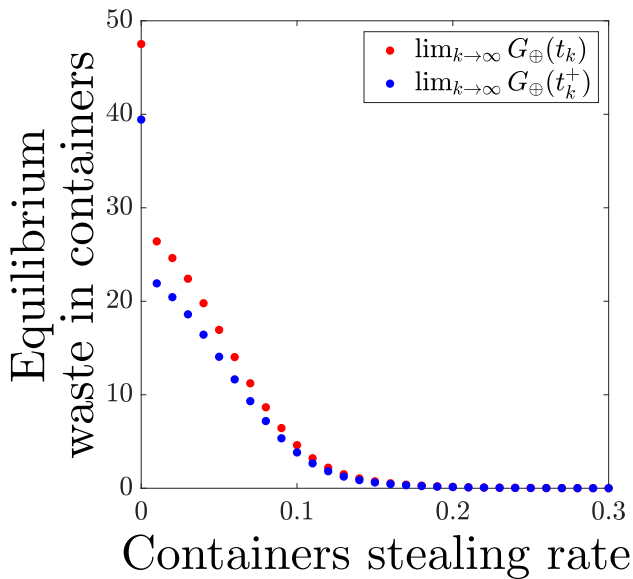 50
40
30
20
10
0
0
0.1
0.2
0.3
Equilibrium
waste in containers
Containers stealing rate
lim_{k→∞} G_⊕(t_k)
lim_{k→∞} G_⊕(t_k^+)